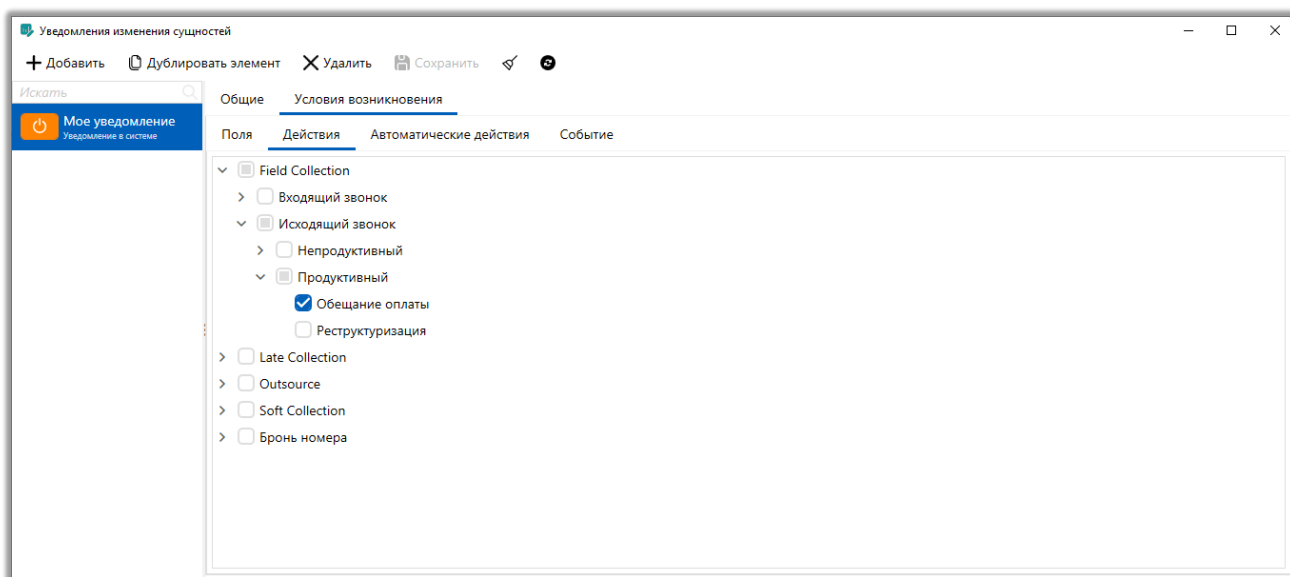 Уведомления изменения сущностей
Добавить Дублировать элемент Удалить Сохранить
Искать
Общие Условия возникновения
Мое уведомление
Уведомление в системе
Поля Действия Автоматические действия Событие
Field Collection
Входящий звонок
Исходящий звонок
Непродуктивный
Продуктивный
Обещание оплаты
Реструктуризация
Late Collection
Outsource
Soft Collection
Бронь номера